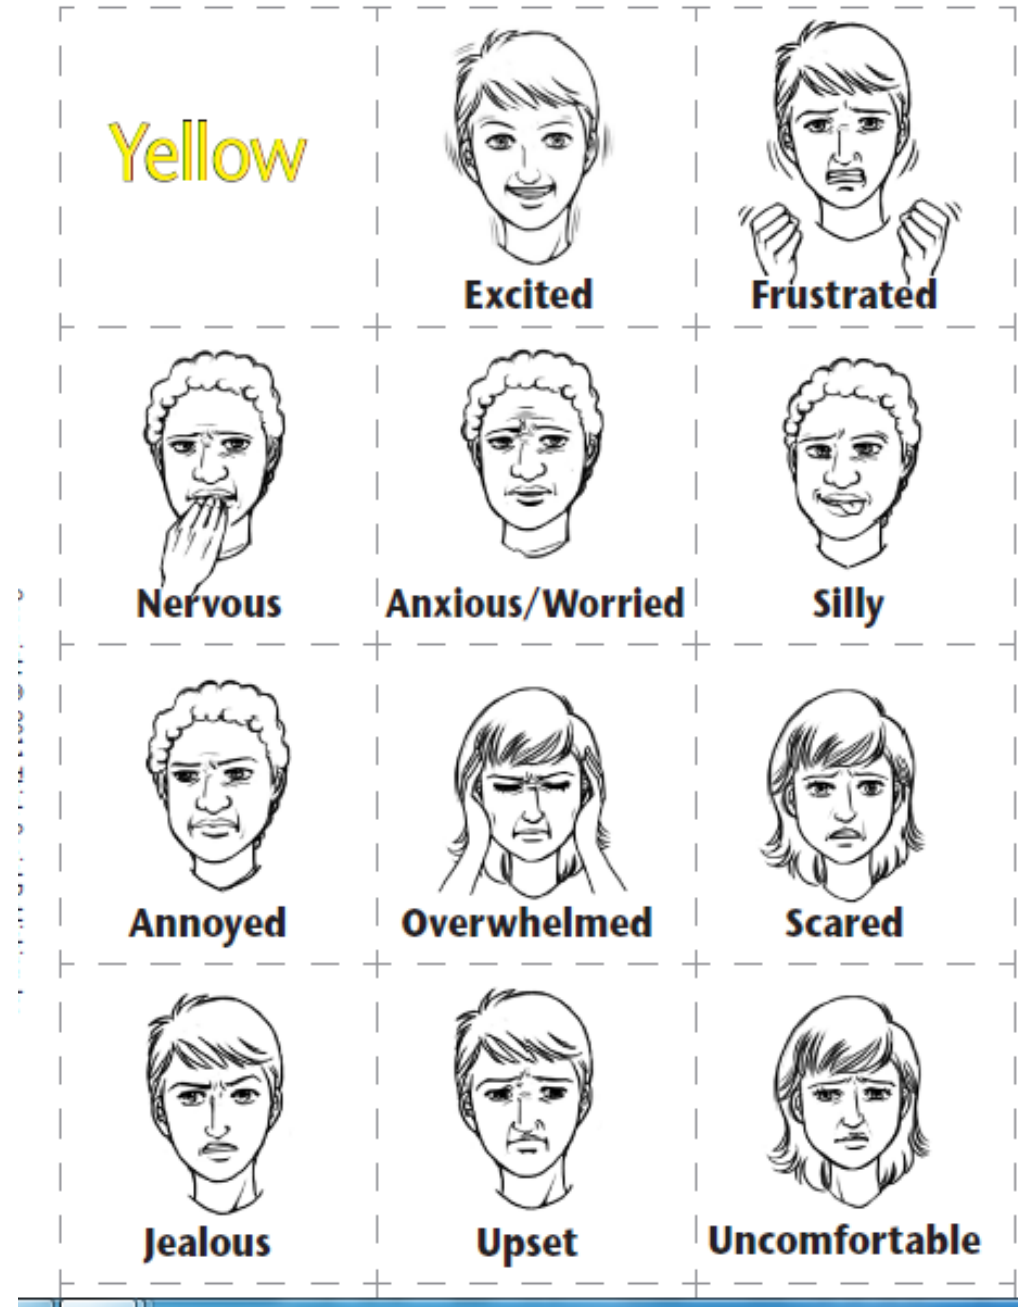 Yellow
Excited
Frustrated
Nervous
Anxious/Worried
Silly
Annoyed
Overwhelmed
Scared
Jealous
Upset
Uncomfortable